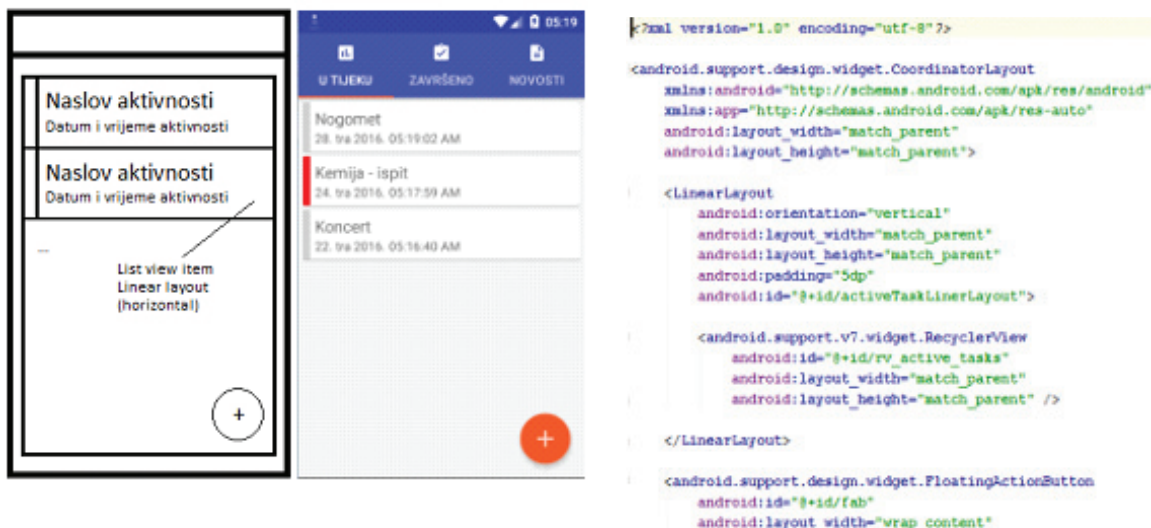 Naslov aktivnosti
Datum i vrijeme aktivnosti
Naslov aktivnosti
Datum i vrijeme aktivnosti
...
List view item
Linear layout
(horizontal)
+
05:19
U TIJEKU ZAVRŠENO NOVOSTI
Nogomet
28. tra 2016. 05:19:02 AM
Kemija - ispit
24. tra 2016. 05:17:59 AM
Koncert
22. tra 2016. 05:16:40 AM
+
<?xml version="1.0" encoding="utf-8"?>
<android.support.design.widget.CoordinatorLayout
xmlns:android="http://schemas.android.com/apk/res/android"
xmlns:app="http://schemas.android.com/apk/res-auto"
android:layout_width="match_parent"
android:layout_height="match_parent">
<LinearLayout
android:orientation="vertical"
android:layout_width="match_parent"
android:layout_height="match_parent"
android:padding="5dp"
android:id="@+id/activeTaskLinerLayout">
<android.support.v7.widget.RecyclerView
android:id="@+id/rv_active_tasks"
android:layout_width="match_parent"
android:layout_height="match_parent" />
</LinearLayout>
<android.support.design.widget.FloatingActionButton
android:id="@+id/fab"
android:layout_width="wrap_content"